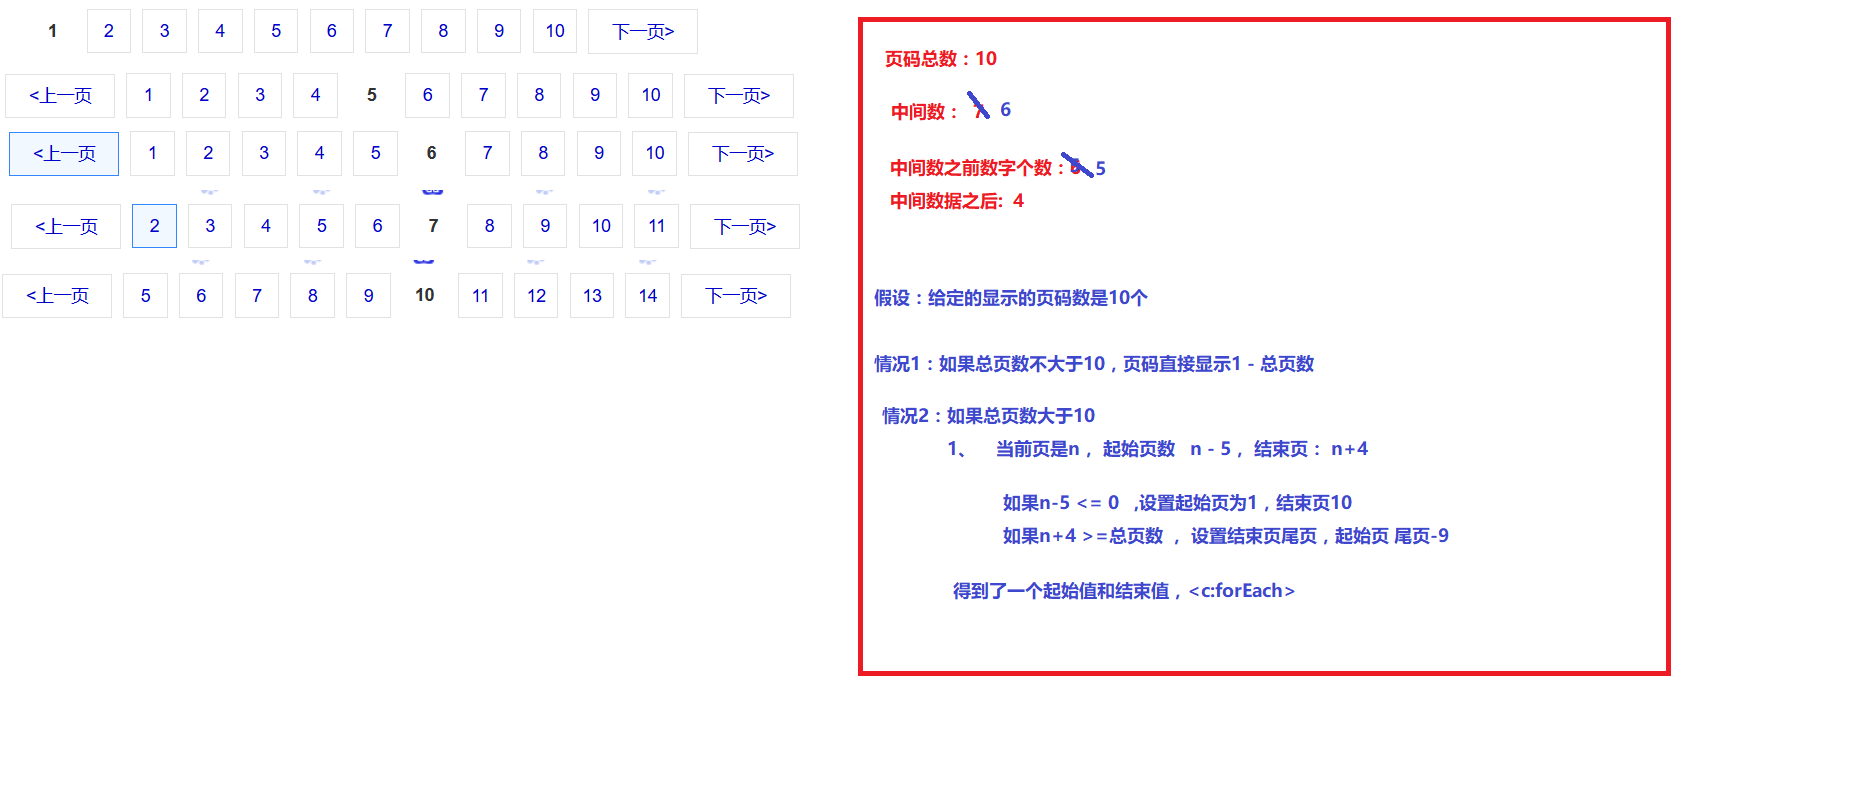 1 2 3 4 5 6 7 8 9 10 下一页>
<上一页 1 2 3 4 5 6 7 8 9 10 下一页>
<上一页 1 2 3 4 5 6 7 8 9 10 下一页>
<上一页 2 3 4 5 6 7 8 9 10 11 下一页>
<上一页 5 6 7 8 9 10 11 12 13 14 下一页>
页码总数：10
中间数： 7 6
中间数之前数字个数： 5
中间数据之后: 4
假设：给定的显示的页码数是10个
情况1：如果总页数不大于10，页码直接显示1 - 总页数
情况2：如果总页数大于10
1、 当前页是n， 起始页数 n - 5， 结束页： n+4
如果n-5 <= 0 ,设置起始页为1，结束页10
如果n+4 >=总页数 ， 设置结束页尾页，起始页 尾页-9
得到了一个起始值和结束值，<c:forEach>